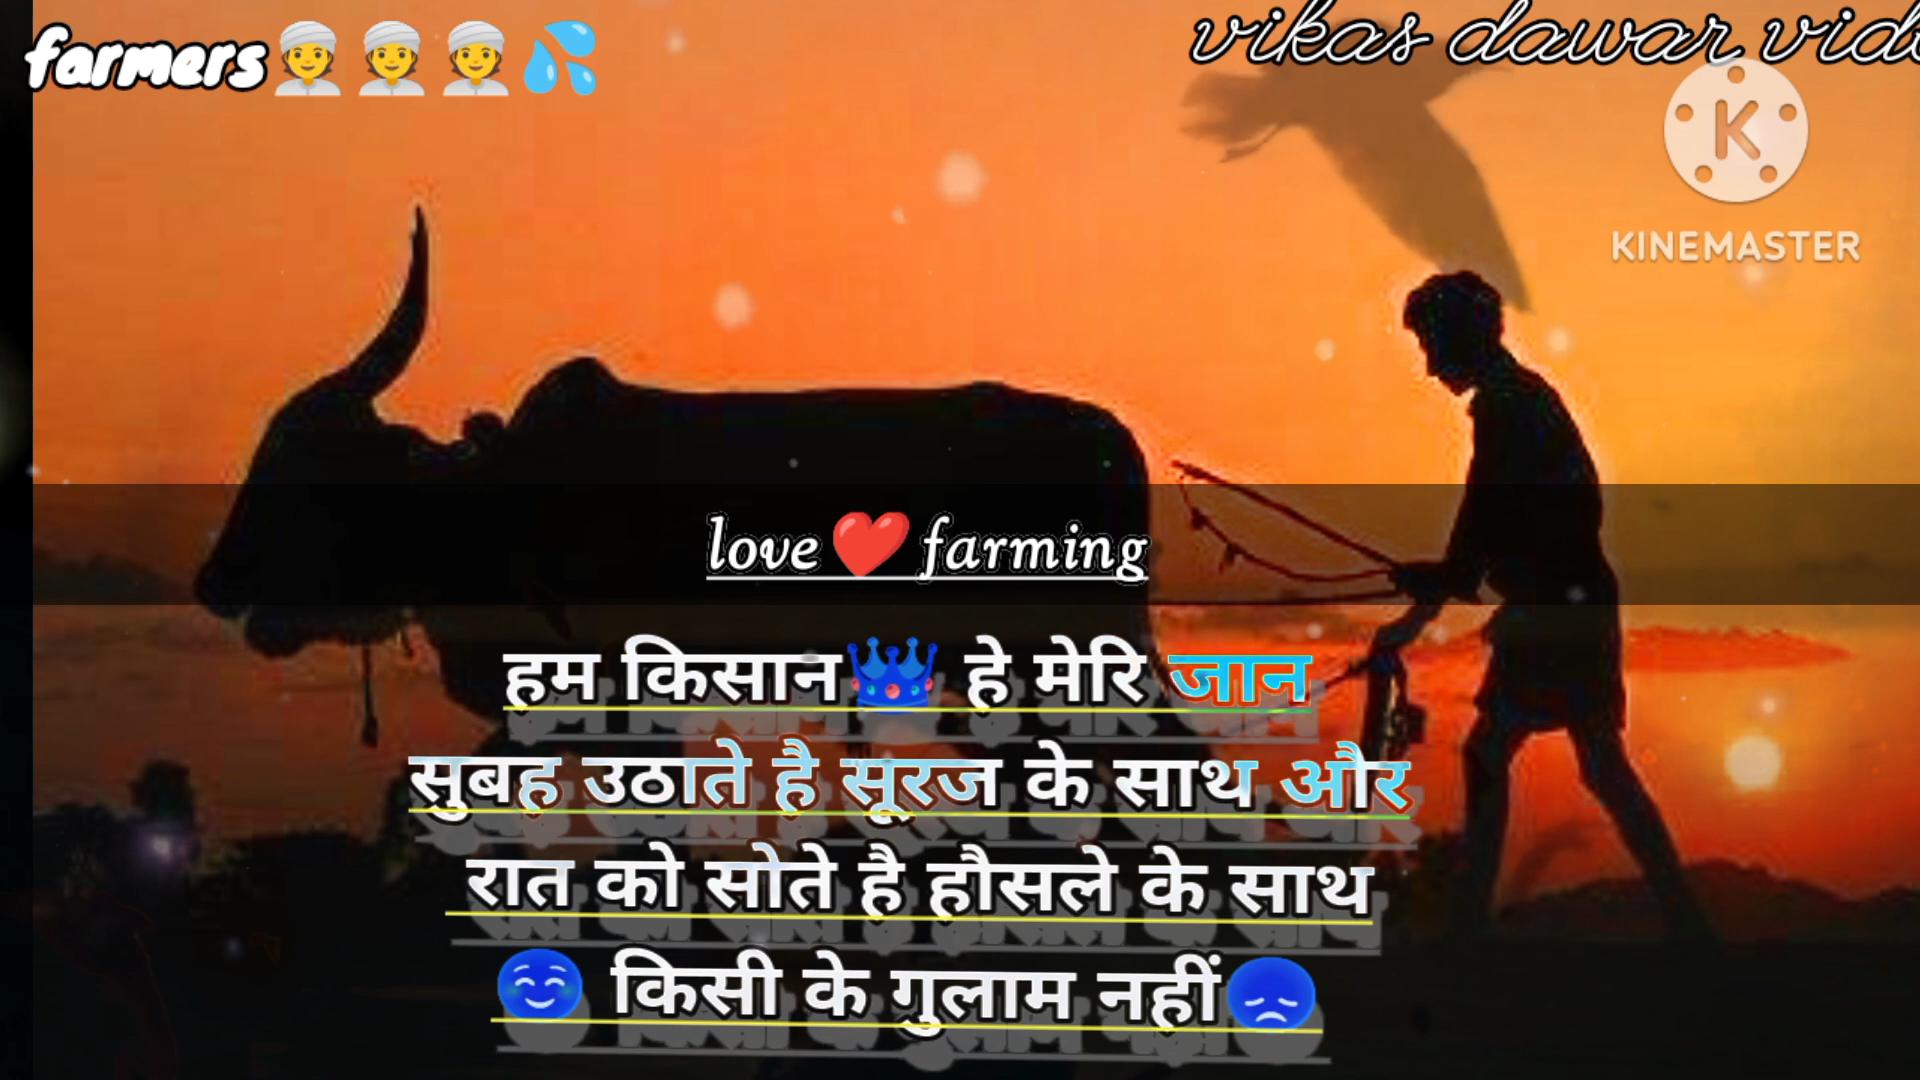 farmers👳👳👳💦
vikas dawar vid
KINEMASTER
love❤️farming
हम किसान👑 हे मेरि जान
सुबह उठाते है सूरज के साथ और
रात को सोते है हौसले के साथ
😊 किसी के गुलाम नहीं😞